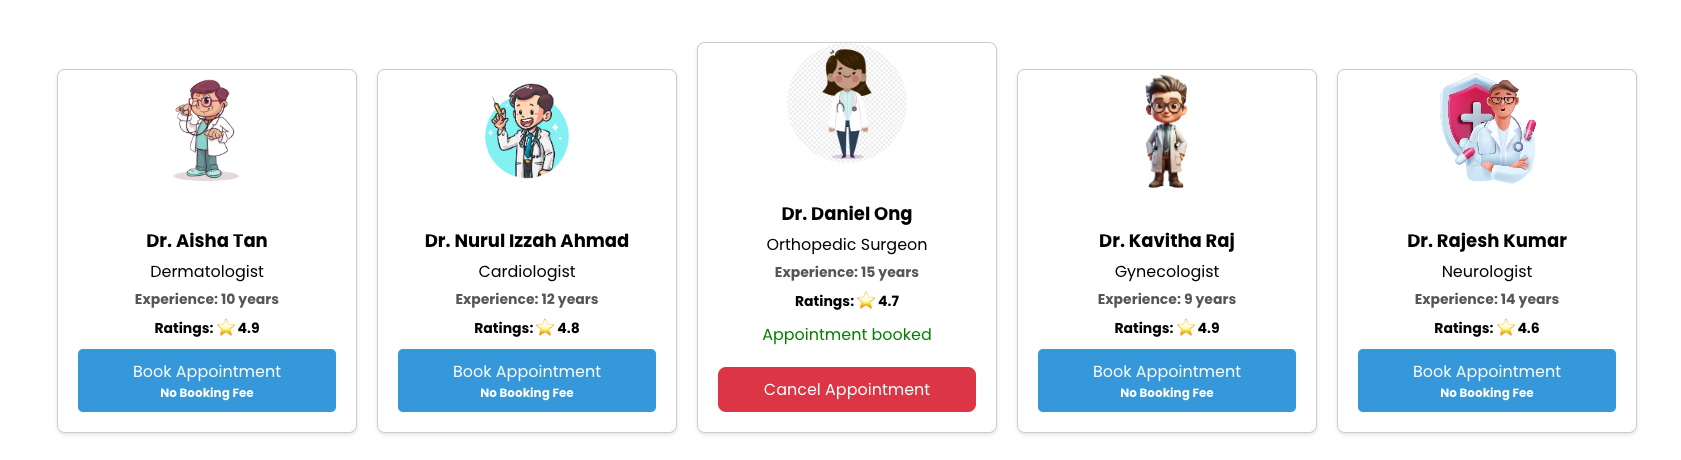 Dr. Aisha Tan
Dermatologist
Experience: 10 years
Ratings: ⭐ 4.9
Book Appointment
No Booking Fee
Dr. Nurul Izzah Ahmad
Cardiologist
Experience: 12 years
Ratings: ⭐ 4.8
Book Appointment
No Booking Fee
Dr. Daniel Ong
Orthopedic Surgeon
Experience: 15 years
Ratings: ⭐ 4.7
Appointment booked
Cancel Appointment
Dr. Kavitha Raj
Gynecologist
Experience: 9 years
Ratings: ⭐ 4.9
Book Appointment
No Booking Fee
Dr. Rajesh Kumar
Neurologist
Experience: 14 years
Ratings: ⭐ 4.6
Book Appointment
No Booking Fee